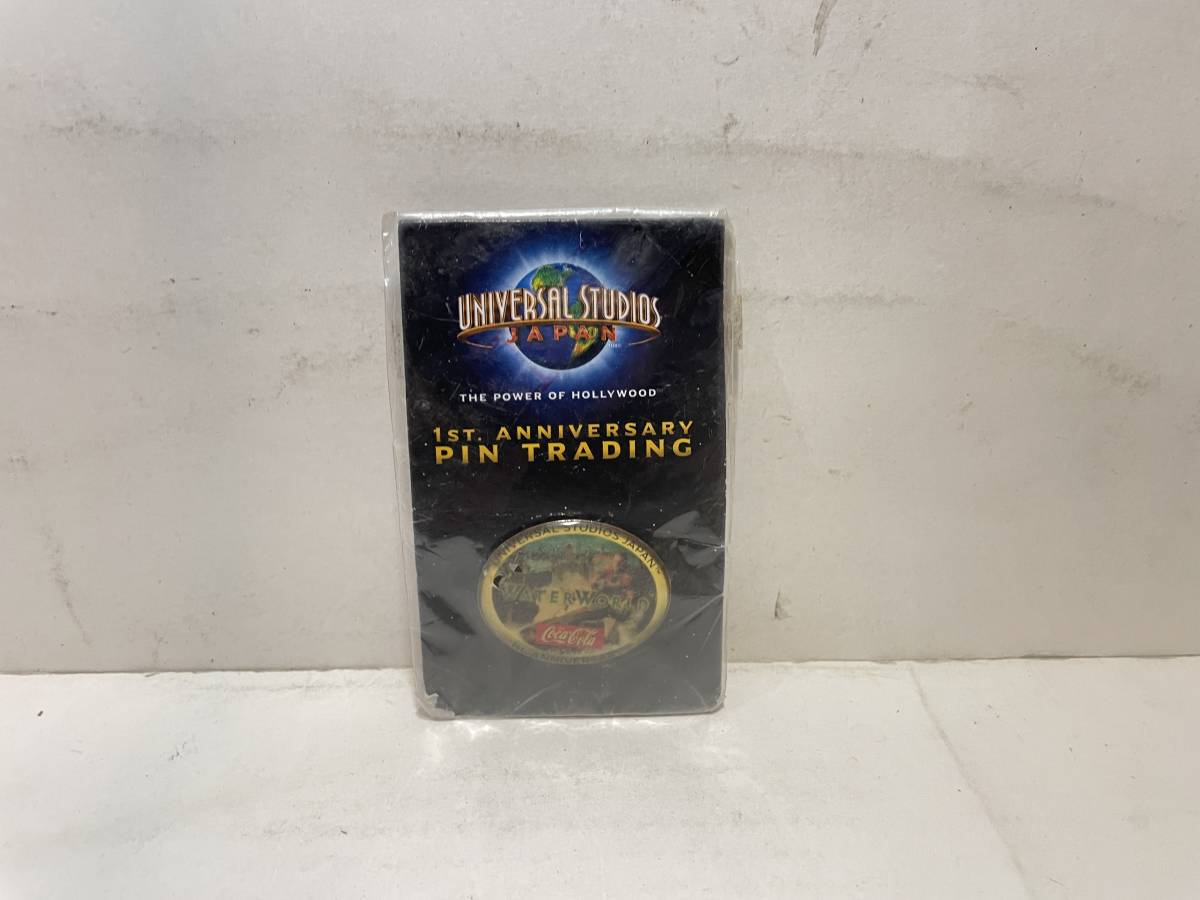 UNIVERSAL STUDIOS
JAPAN
THE POWER OF HOLLYWOOD
1ST. ANNIVERSARY
PIN TRADING
UNIVERSAL STUDIOS JAPAN
WATERWORLD
Coca-Cola